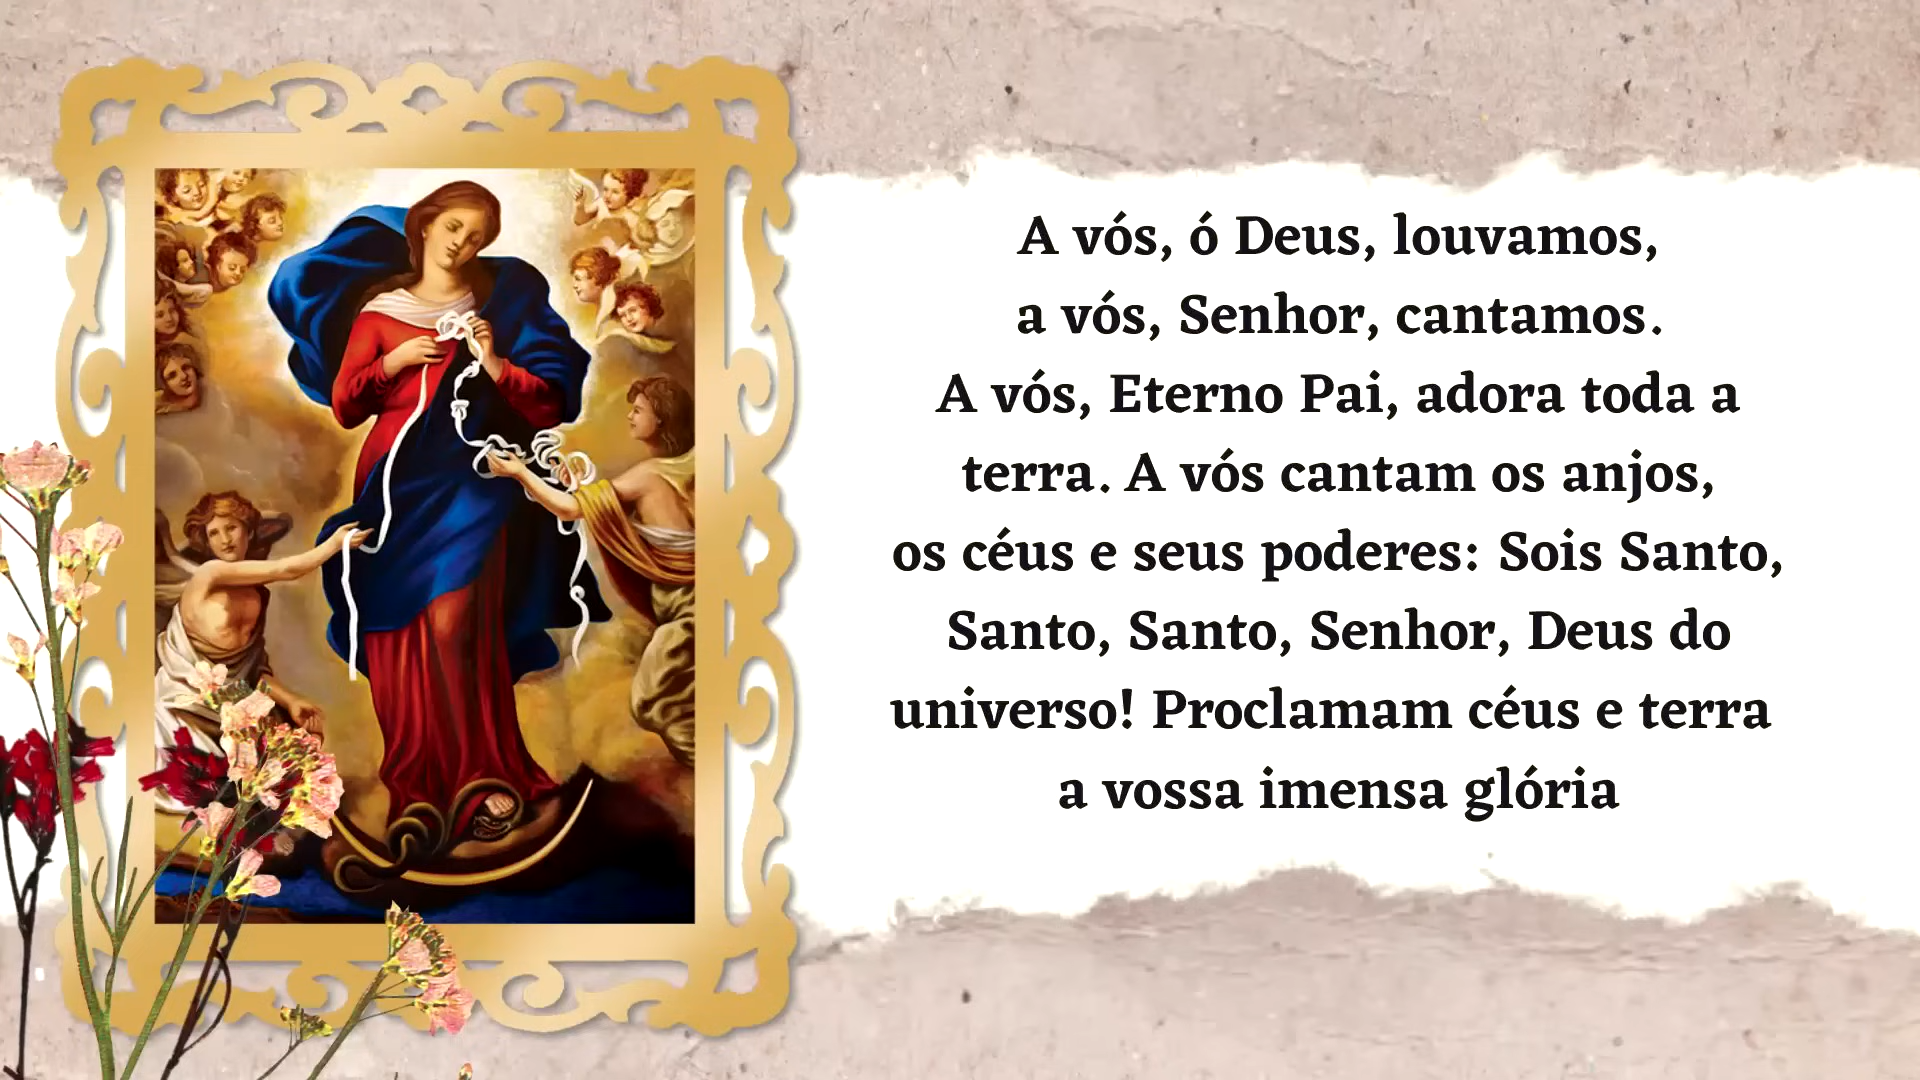 A vós, ó Deus, louvamos,
a vós, Senhor, cantamos.
A vós, Eterno Pai, adora toda a
terra. A vós cantam os anjos,
os céus e seus poderes: Sois Santo,
Santo, Santo, Senhor, Deus do
universo! Proclamam céus e terra
a vossa imensa glória